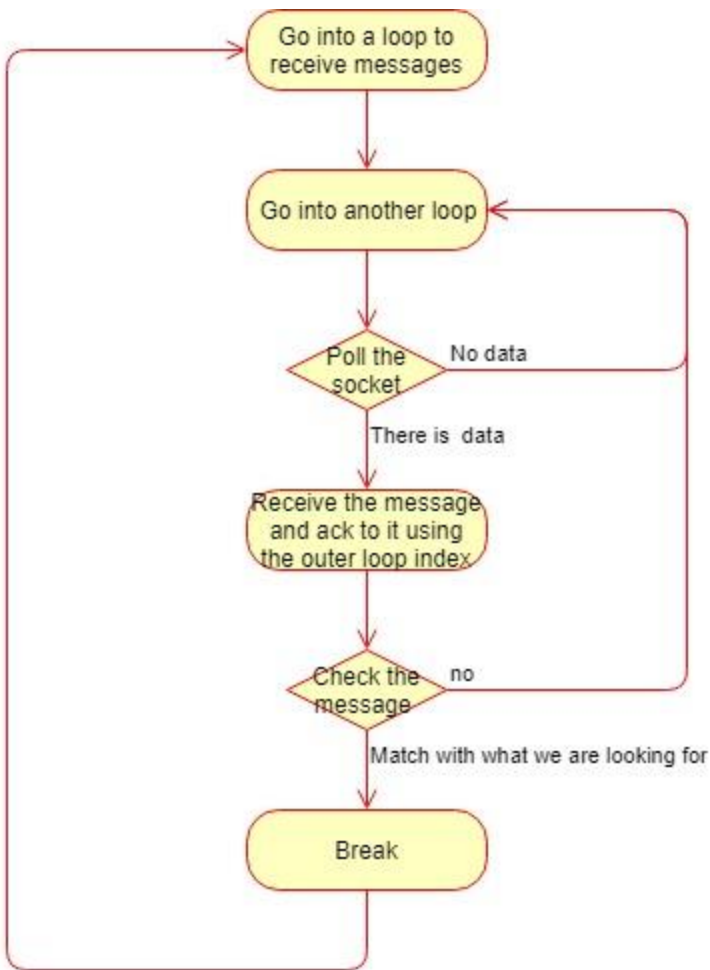 Go into a loop to
receive messages
Go into another loop
Poll the
socket
No data
There is  data
Receive the message
and ack to it using
the outer loop index
Check the
message
no
Match with what we are looking for
Break